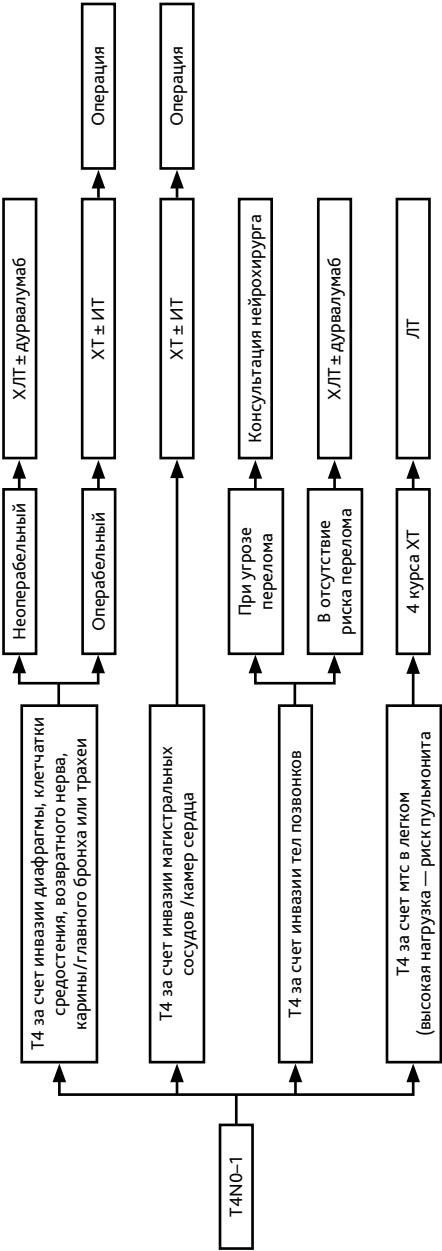 T4N0–1
T4 за счет инвазии диафрагмы, клетчатки
средостения, возвратного нерва,
карины/главного бронха или трахеи
Неоперабельный
ХЛТ ± дурвалумаб
Операбельный
ХТ ± ИТ
Операция
T4 за счет инвазии магистральных
сосудов /камер сердца
ХТ ± ИТ
Операция
T4 за счет инвазии тел позвонков
При угрозе
перелома
Консультация нейрохирурга
В отсутствие
риска перелома
ХЛТ ± дурвалумаб
T4 за счет мтс в легком
(высокая нагрузка — риск пульмонита
4 курса ХТ
ЛТ